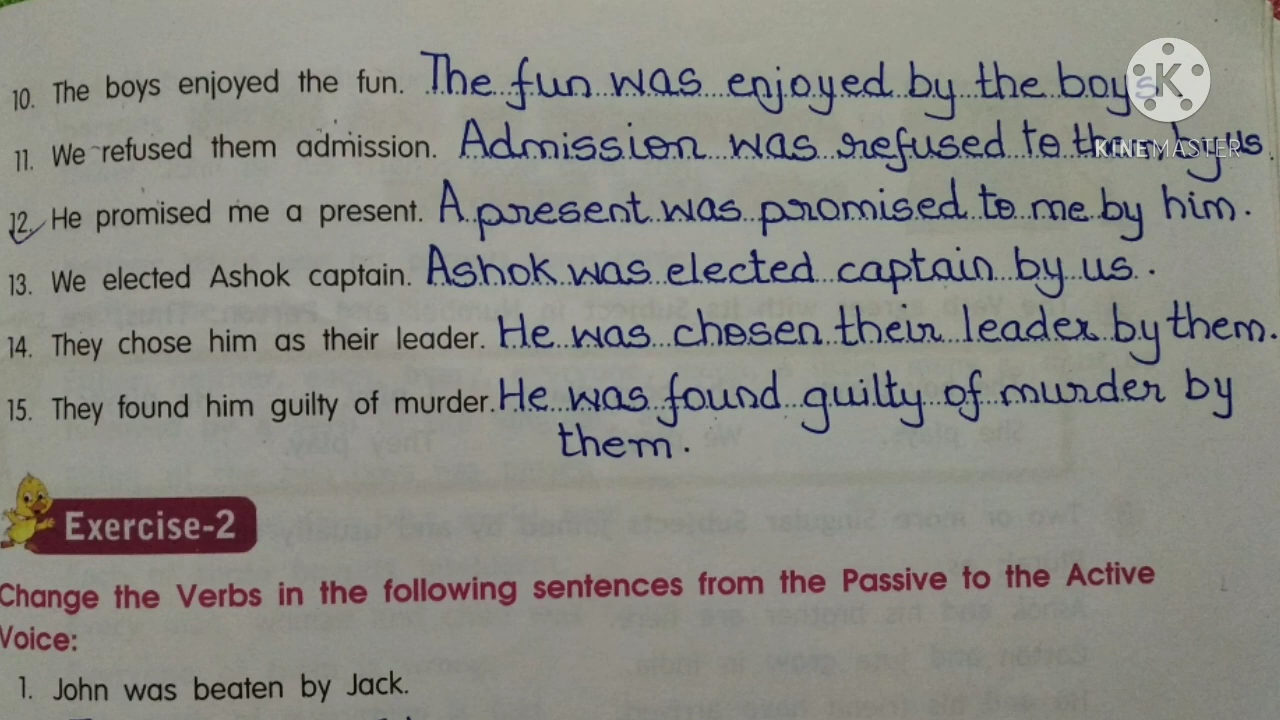 10. The boys enjoyed the fun. The fun was enjoyed by the boys
K
11. We refused them admission. Admission was refused to them by us.
KINEMASTER
12. He promised me a present. A present was promised to me by him.
13. We elected Ashok captain. Ashok was elected captain by us.
14. They chose him as their leader. He was chosen their leader by them.
15. They found him guilty of murder. He was found guilty of murder by
them.
Exercise-2
Change the Verbs in the following sentences from the Passive to the Active
Voice:
1. John was beaten by Jack.